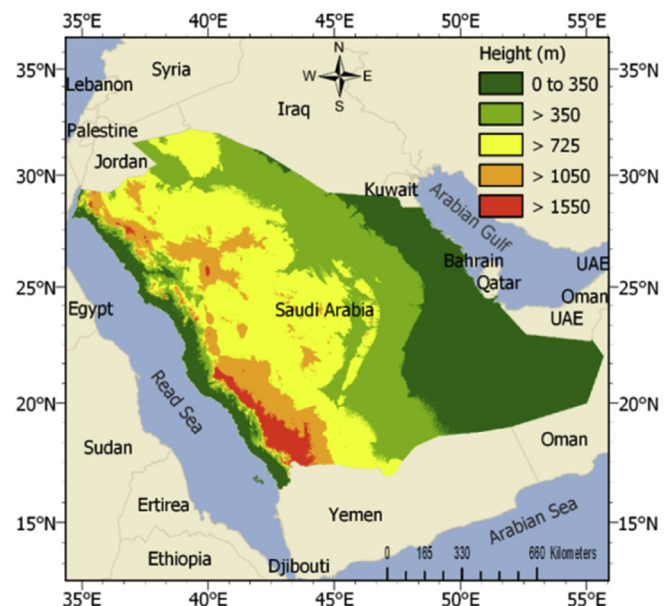 35°E 40°E 45°E 50°E 55°E
35°N
30°N
25°N
20°N
15°N
35°N
30°N
25°N
20°N
15°N
N
W E
S
Height (m)
0 to 350
> 350
> 725
> 1050
> 1550
Lebanon
Syria
Iraq
Palestine
Jordan
Kuwait
Arabian Gulf
Bahrain
Qatar
UAE
Oman
UAE
Egypt
Saudi Arabia
Read Sea
Sudan
Oman
Ertirea
Yemen
Arabian Sea
Ethiopia
Djibouti
0 165 330 660 Kilometers
35°E 40°E 45°E 50°E 55°E